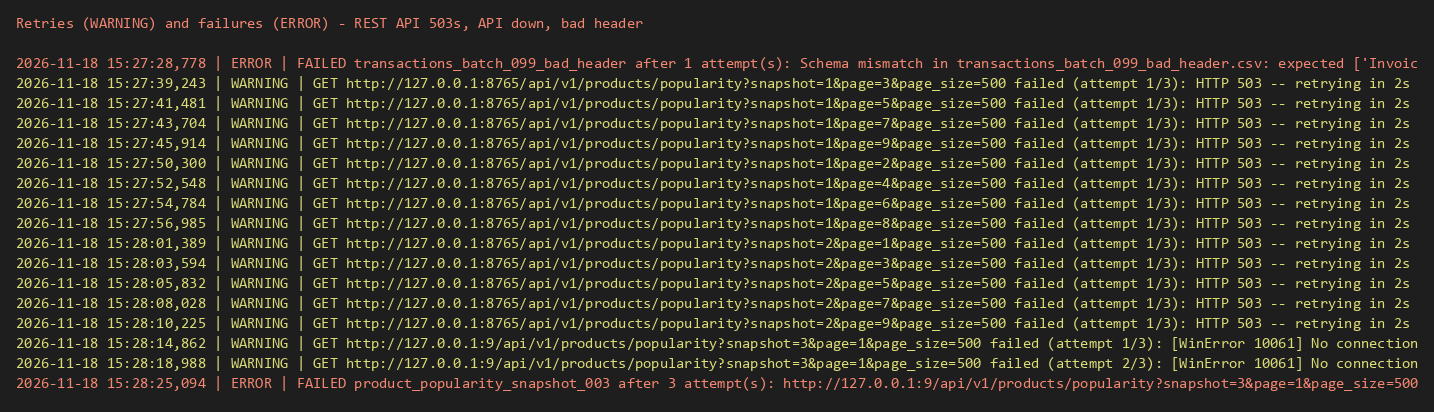 Retries (WARNING) and failures (ERROR) - REST API 503s, API down, bad header
2026-11-18 15:27:28,778 | ERROR | FAILED transactions_batch_099_bad_header after 1 attempt(s): Schema mismatch in transactions_batch_099_bad_header.csv: expected ['Invoic
2026-11-18 15:27:39,243 | WARNING | GET http://127.0.0.1:8765/api/v1/products/popularity?snapshot=1&page=3&page_size=500 failed (attempt 1/3): HTTP 503 -- retrying in 2s
2026-11-18 15:27:41,481 | WARNING | GET http://127.0.0.1:8765/api/v1/products/popularity?snapshot=1&page=5&page_size=500 failed (attempt 1/3): HTTP 503 -- retrying in 2s
2026-11-18 15:27:43,704 | WARNING | GET http://127.0.0.1:8765/api/v1/products/popularity?snapshot=1&page=7&page_size=500 failed (attempt 1/3): HTTP 503 -- retrying in 2s
2026-11-18 15:27:45,914 | WARNING | GET http://127.0.0.1:8765/api/v1/products/popularity?snapshot=1&page=9&page_size=500 failed (attempt 1/3): HTTP 503 -- retrying in 2s
2026-11-18 15:27:50,300 | WARNING | GET http://127.0.0.1:8765/api/v1/products/popularity?snapshot=1&page=2&page_size=500 failed (attempt 1/3): HTTP 503 -- retrying in 2s
2026-11-18 15:27:52,548 | WARNING | GET http://127.0.0.1:8765/api/v1/products/popularity?snapshot=1&page=4&page_size=500 failed (attempt 1/3): HTTP 503 -- retrying in 2s
2026-11-18 15:27:54,784 | WARNING | GET http://127.0.0.1:8765/api/v1/products/popularity?snapshot=1&page=6&page_size=500 failed (attempt 1/3): HTTP 503 -- retrying in 2s
2026-11-18 15:27:56,985 | WARNING | GET http://127.0.0.1:8765/api/v1/products/popularity?snapshot=1&page=8&page_size=500 failed (attempt 1/3): HTTP 503 -- retrying in 2s
2026-11-18 15:28:01,389 | WARNING | GET http://127.0.0.1:8765/api/v1/products/popularity?snapshot=2&page=1&page_size=500 failed (attempt 1/3): HTTP 503 -- retrying in 2s
2026-11-18 15:28:03,594 | WARNING | GET http://127.0.0.1:8765/api/v1/products/popularity?snapshot=2&page=3&page_size=500 failed (attempt 1/3): HTTP 503 -- retrying in 2s
2026-11-18 15:28:05,832 | WARNING | GET http://127.0.0.1:8765/api/v1/products/popularity?snapshot=2&page=5&page_size=500 failed (attempt 1/3): HTTP 503 -- retrying in 2s
2026-11-18 15:28:08,028 | WARNING | GET http://127.0.0.1:8765/api/v1/products/popularity?snapshot=2&page=7&page_size=500 failed (attempt 1/3): HTTP 503 -- retrying in 2s
2026-11-18 15:28:10,225 | WARNING | GET http://127.0.0.1:8765/api/v1/products/popularity?snapshot=2&page=9&page_size=500 failed (attempt 1/3): HTTP 503 -- retrying in 2s
2026-11-18 15:28:14,862 | WARNING | GET http://127.0.0.1:9/api/v1/products/popularity?snapshot=3&page=1&page_size=500 failed (attempt 1/3): [WinError 10061] No connection
2026-11-18 15:28:18,988 | WARNING | GET http://127.0.0.1:9/api/v1/products/popularity?snapshot=3&page=1&page_size=500 failed (attempt 2/3): [WinError 10061] No connection
2026-11-18 15:28:25,094 | ERROR | FAILED product_popularity_snapshot_003 after 3 attempt(s): http://127.0.0.1:9/api/v1/products/popularity?snapshot=3&page=1&page_size=500